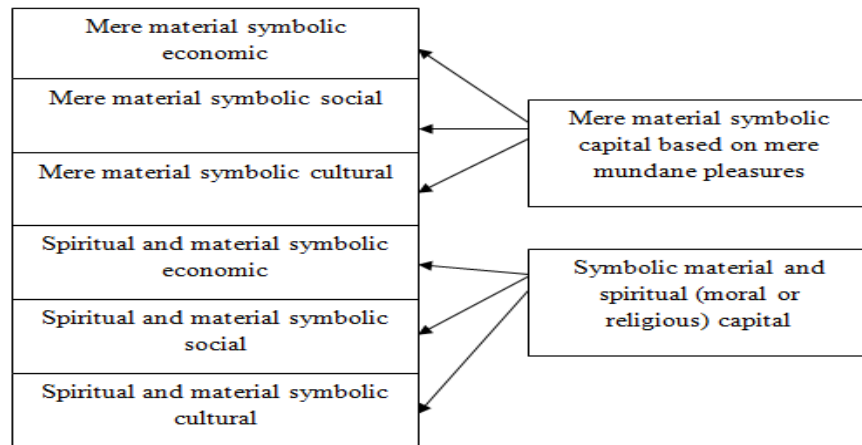 Mere material symbolic
economic
Mere material symbolic social
Mere material symbolic cultural
Spiritual and material symbolic
economic
Spiritual and material symbolic
social
Spiritual and material symbolic
cultural
Mere material symbolic
capital based on mere
mundane pleasures
Symbolic material and
spiritual (moral or
religious) capital